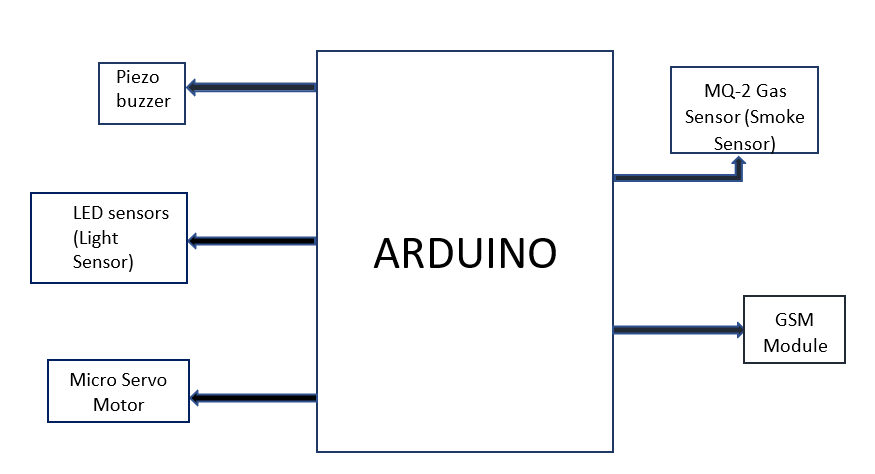 Piezo
buzzer
MQ-2 Gas
Sensor (Smoke
Sensor)
LED sensors
(Light
Sensor)
ARDUINO
GSM
Module
Micro Servo
Motor